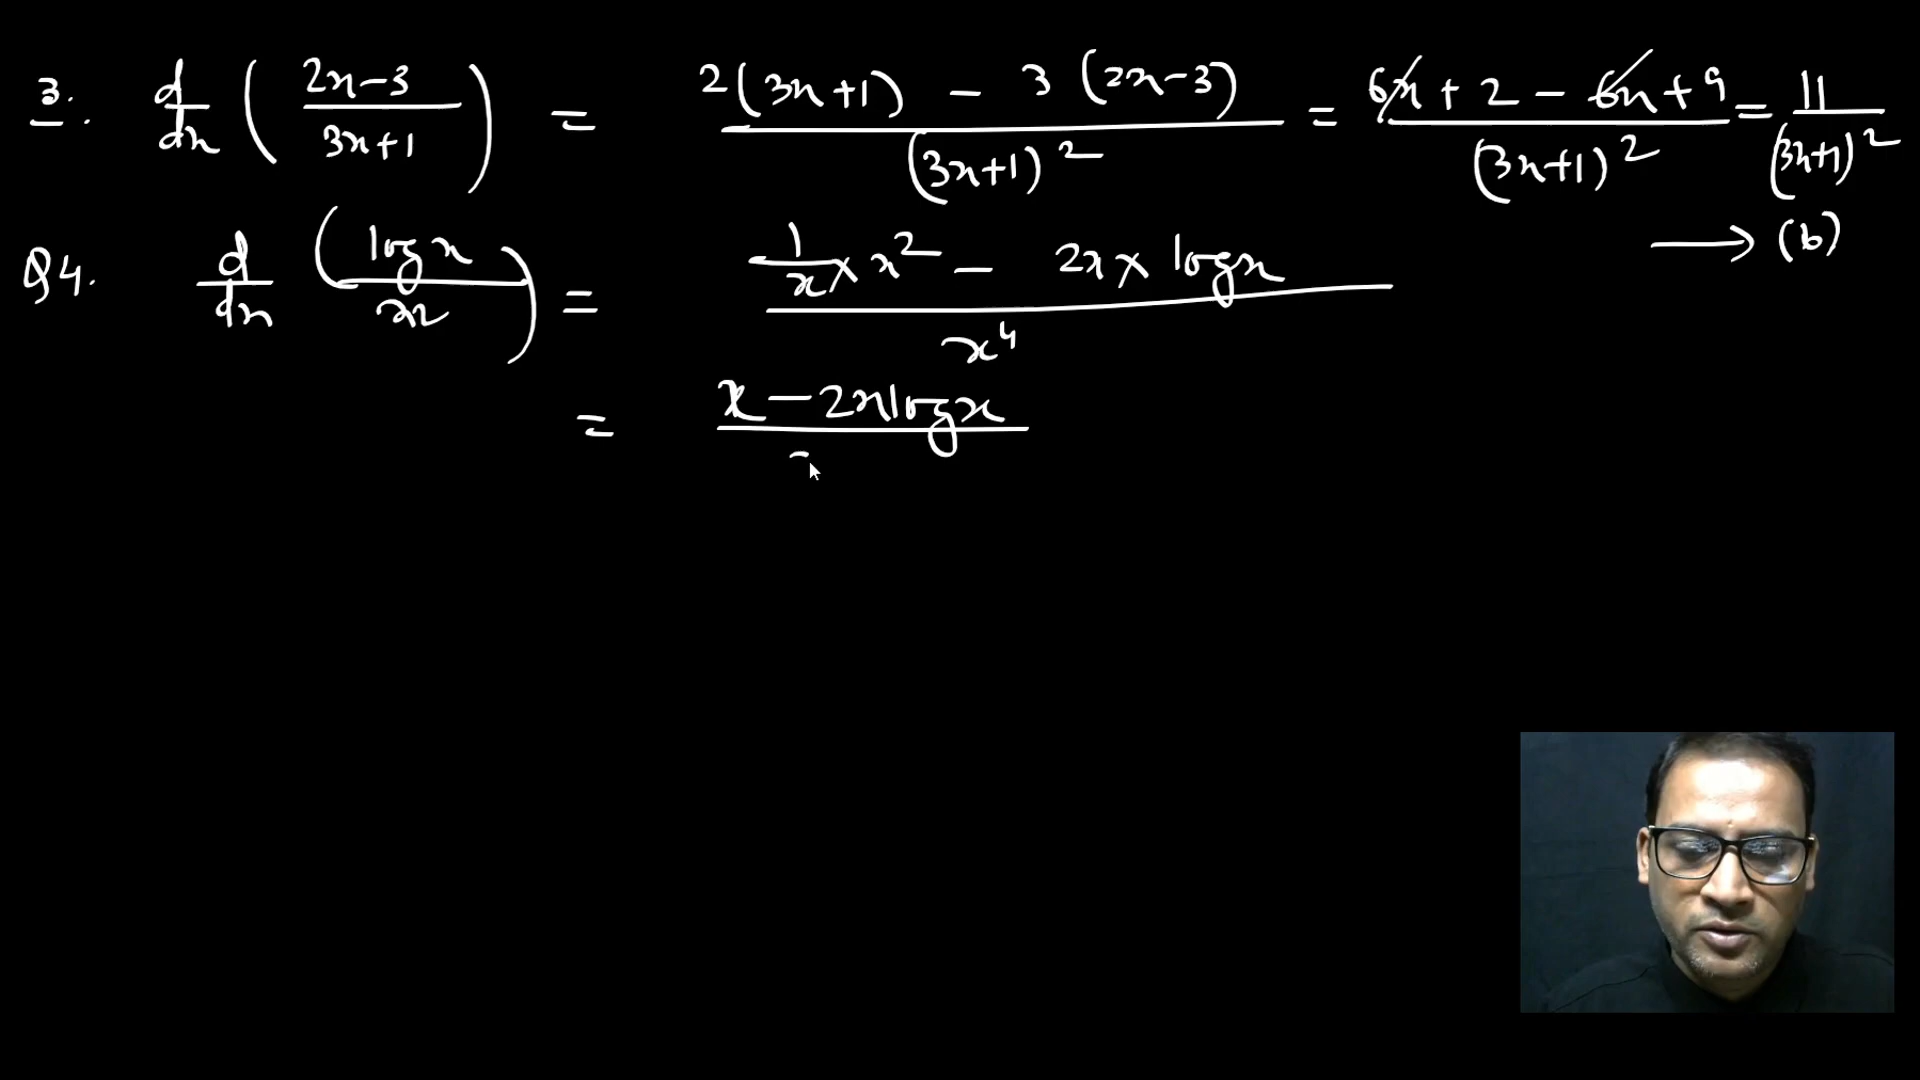 3. d/dx ( 2x-3 / 3x+1 ) = 2(3x+1) - 3(2x-3) / (3x+1)² = 6x + 2 - 6x + 9 / (3x+1)² = 11 / (3x+1)²
→ (b)
Q4. d/dx ( log x / x² ) = 1/x × x² - 2x × log x / x⁴
= x - 2x log x /